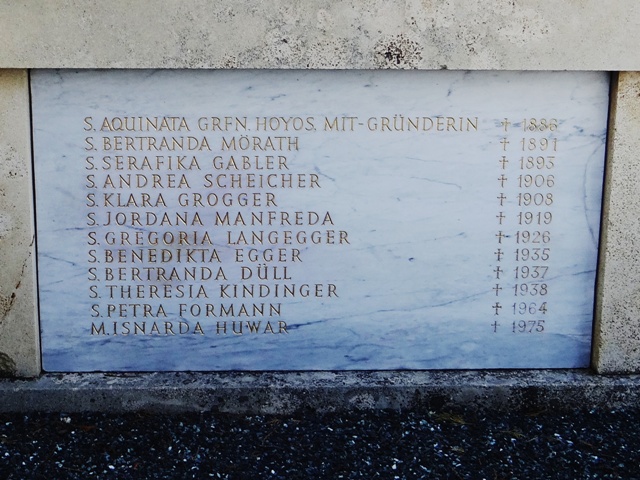 S. AQUINATA GRFN. HOYOS, MIT-GRÜNDERIN † 1886
S. BERTRANDA MÖRATH † 1891
S. SERAFIKA GABLER † 1893
S. ANDREA SCHEICHER † 1906
S. KLARA GROGGER † 1908
S. JORDANA MANFREDA † 1919
S. GREGORIA LANGEGGER † 1926
S. BENEDIKTA EGGER † 1935
S. BERTRANDA DÜLL † 1937
S. THERESIA KINDINGER † 1938
S. PETRA FORMANN † 1964
M. ISNARDA HUWAR † 1975